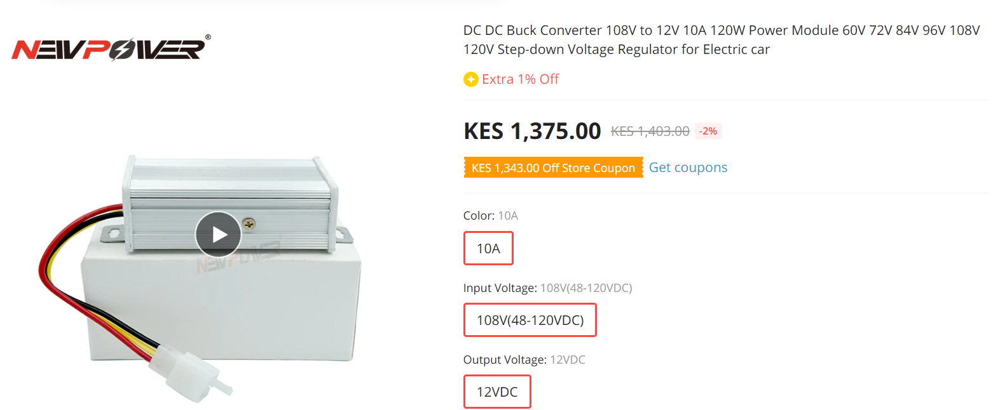 NEWPOWER®
DC DC Buck Converter 108V to 12V 10A 120W Power Module 60V 72V 84V 96V 108V
120V Step-down Voltage Regulator for Electric car
Extra 1% Off
KES 1,375.00 KES 1,403.00 -2%
KES 1,343.00 Off Store Coupon Get coupons
Color: 10A
10A
Input Voltage: 108V(48-120VDC)
108V(48-120VDC)
NEWPOWER
Output Voltage: 12VDC
12VDC